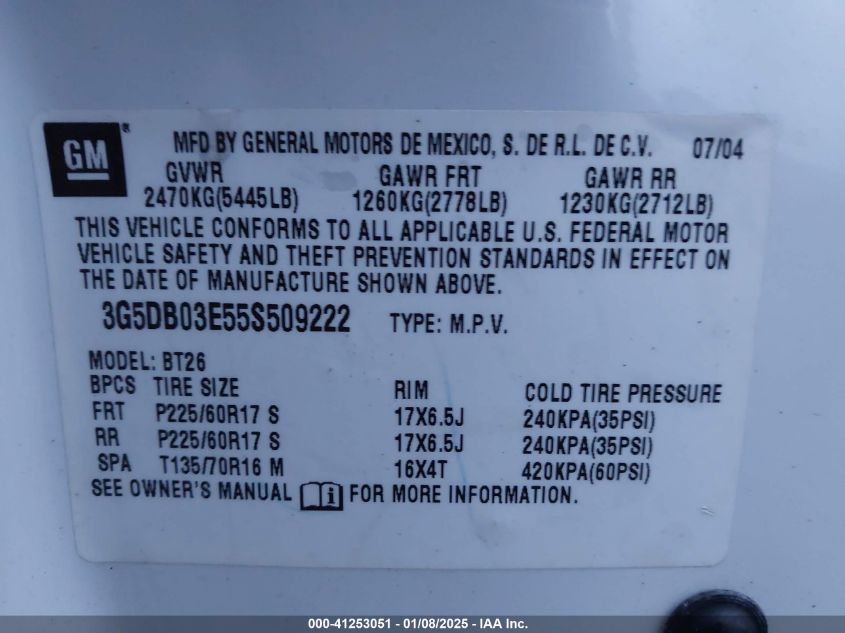 GM ® MFD BY GENERAL MOTORS DE MEXICO, S. DE R.L. DE C.V. 07/04
GVWR GAWR FRT GAWR RR
2470KG(5445LB) 1260KG(2778LB) 1230KG(2712LB)
THIS VEHICLE CONFORMS TO ALL APPLICABLE U.S. FEDERAL MOTOR
VEHICLE SAFETY AND THEFT PREVENTION STANDARDS IN EFFECT ON
THE DATE OF MANUFACTURE SHOWN ABOVE.
3G5DB03E55S509222 TYPE: M.P.V.
MODEL: BT26
BPCS TIRE SIZE RIM COLD TIRE PRESSURE
FRT P225/60R17 S 17X6.5J 240KPA(35PSI)
RR P225/60R17 S 17X6.5J 240KPA(35PSI)
SPA T135/70R16 M 16X4T 420KPA(60PSI)
SEE OWNER'S MANUAL i FOR MORE INFORMATION.
000-41253051 - 01/08/2025 - IAA Inc.